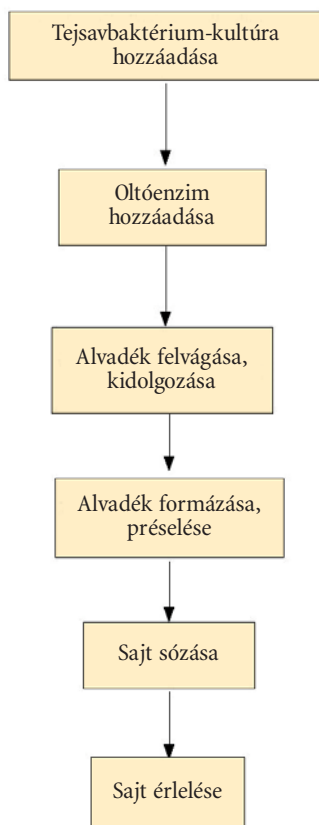 Tejsavbaktérium-kultúra
hozzáadása
Oltóenzim
hozzáadása
Alvadék felvágása,
kidolgozása
Alvadék formázása,
préselése
Sajt sózása
Sajt érlelése